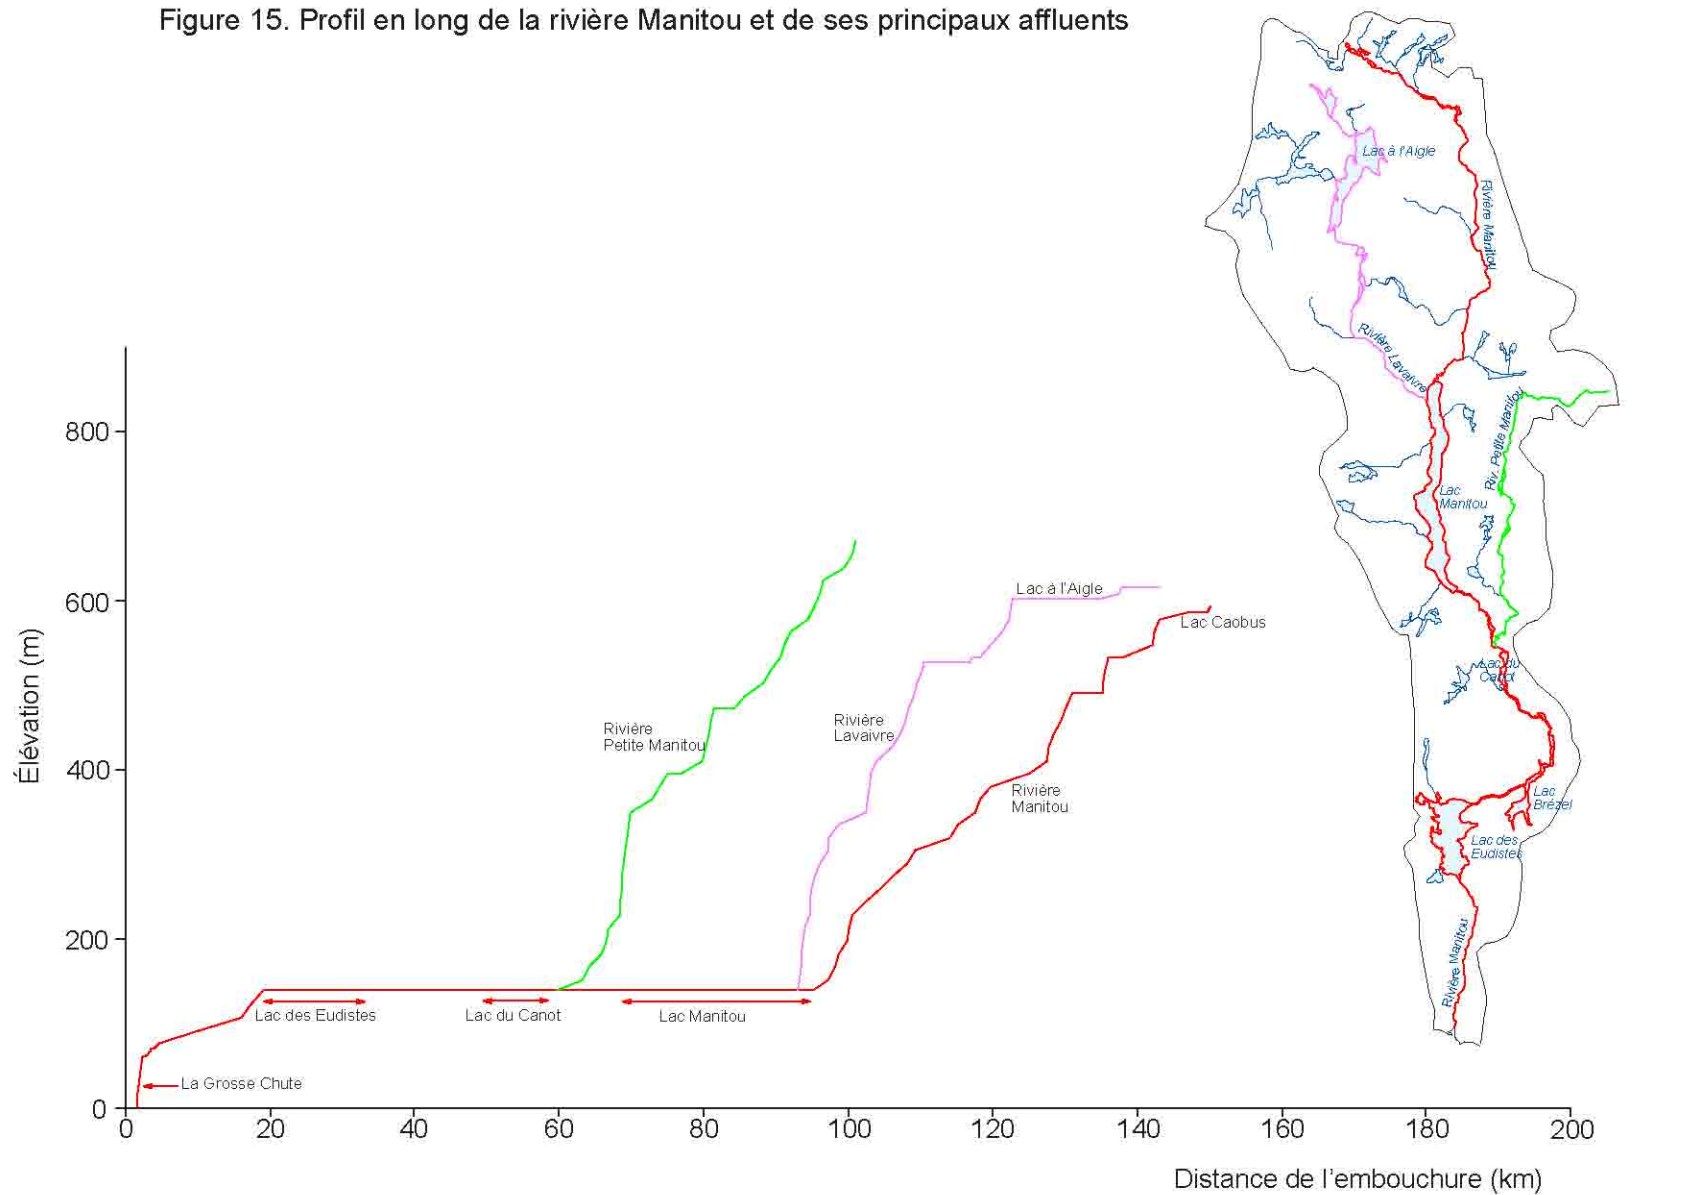 Figure 15. Profil en long de la rivière Manitou et de ses principaux affluents
Lac à l'Aigle
Rivière Manitou
Rivière Lavaivre
Riv. Petite Manitou
Lac
Manitou
Lac du
Canot
Lac
Brézel
Lac des
Eudistes
Rivière Manitou
Élévation (m)
800
600
400
200
0
Lac à l'Aigle
Lac Caobus
Rivière
Petite Manitou
Rivière
Lavaivre
Rivière
Manitou
Lac des Eudistes
Lac du Canot
Lac Manitou
La Grosse Chute
0 20 40 60 80 100 120 140 160 180 200
Distance de l'embouchure (km)